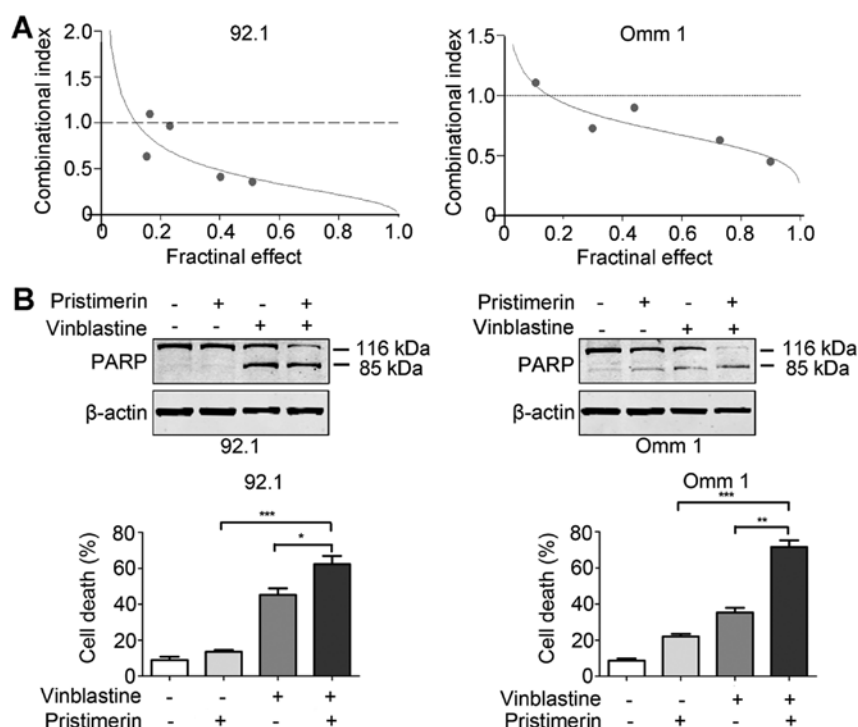 A
92.1
Combinational index
2.0
1.0
1.0
0.5
0
0
0.2
0.4
0.6
0.8
1.0
Fractinal effect
Omm 1
Combinational index
1.5
1.0
0.5
0
0
0.2
0.4
0.6
0.8
1.0
Fractinal effect
B
Pristimerin - + - +
Vinblastine - - + +
PARP
116 kDa
85 kDa
β-actin
92.1
Pristimerin - + - +
Vinblastine - - + +
PARP
116 kDa
85 kDa
β-actin
Omm 1
92.1
Cell death (%)
80
60
40
20
0
***
*
Vinblastine - - + +
Pristimerin - + - +
Omm 1
Cell death (%)
80
60
40
20
0
***
**
Vinblastine - - + +
Pristimerin - + - +